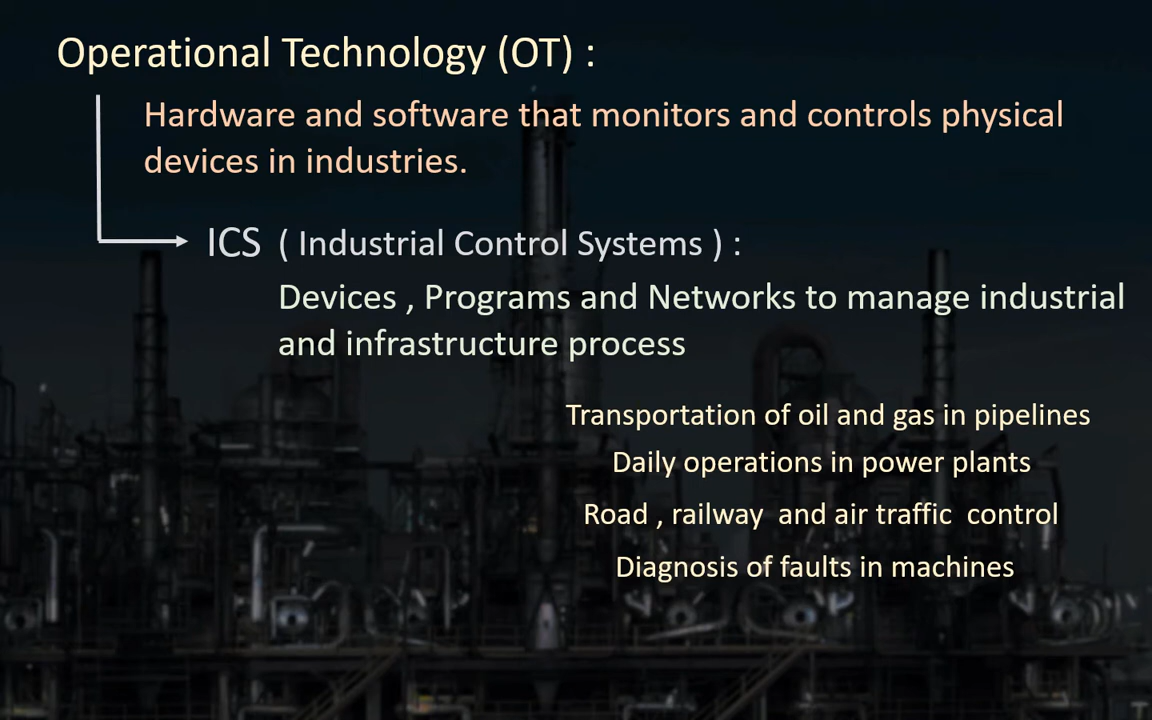 Operational Technology (OT) :
Hardware and software that monitors and controls physical
devices in industries.
ICS ( Industrial Control Systems ) :
Devices , Programs and Networks to manage industrial
and infrastructure process
Transportation of oil and gas in pipelines
Daily operations in power plants
Road , railway  and air traffic  control
Diagnosis of faults in machines